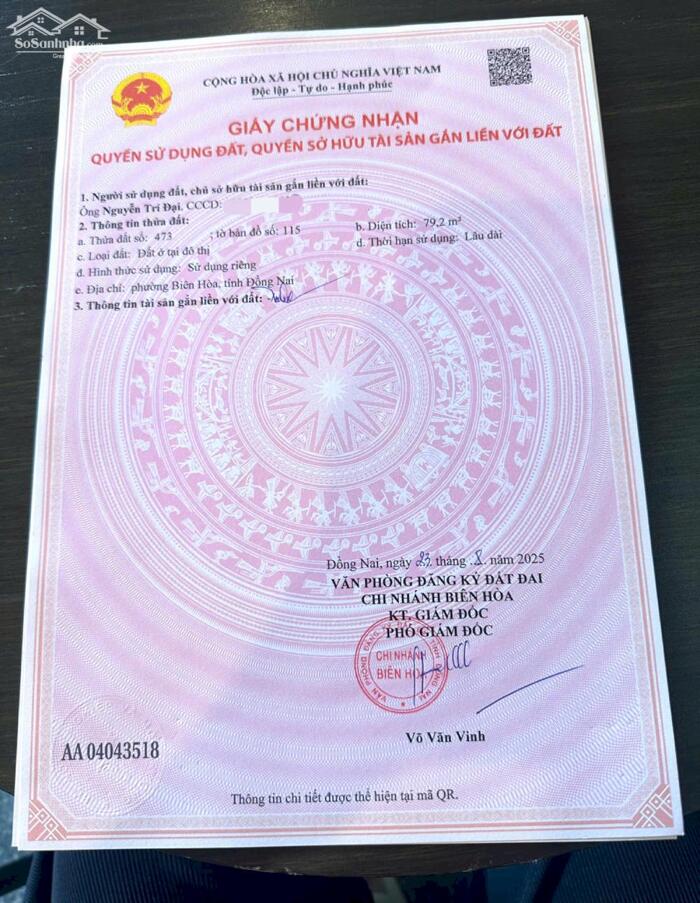 SoSanhnha.com
CỘNG HÒA XÃ HỘI CHỦ NGHĨA VIỆT NAM
Độc lập - Tự do - Hạnh phúc
GIẤY CHỨNG NHẬN
QUYỀN SỬ DỤNG ĐẤT, QUYỀN SỞ HỮU TÀI SẢN GẮN LIỀN VỚI ĐẤT
1. Người sử dụng đất, chủ sở hữu tài sản gắn liền với đất:
Ông Nguyễn Trí Đại, CCCD:
2. Thông tin thửa đất:
a. Thửa đất số: 473 ; tờ bản đồ số: 115 b. Diện tích: 79,2 m²
c. Loại đất: Đất ở tại đô thị d. Thời hạn sử dụng: Lâu dài
đ. Hình thức sử dụng: Sử dụng riêng
e. Địa chỉ: phường Biên Hòa, tỉnh Đồng Nai
3. Thông tin tài sản gắn liền với đất:
Đồng Nai, ngày 23 tháng .8. năm 2025
VĂN PHÒNG ĐĂNG KÝ ĐẤT ĐAI
CHI NHÁNH BIÊN HÒA
KT. GIÁM ĐỐC
PHÓ GIÁM ĐỐC
CHI NHÁNH
BIÊN HÒA
Võ Văn Vinh
AA 04043518
Thông tin chi tiết được thể hiện tại mã QR.